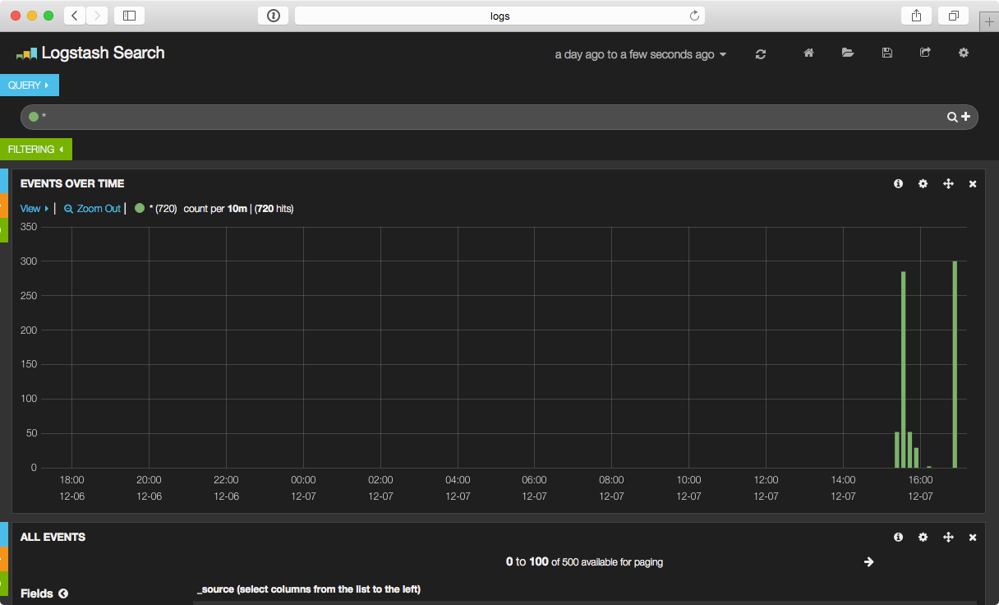 logs
Logstash Search
a day ago to a few seconds ago
QUERY
*
FILTERING
EVENTS OVER TIME
View | Zoom Out | * (720) count per 10m | (720 hits)
350
300
250
200
150
100
50
0
18:00 20:00 22:00 00:00 02:00 04:00 06:00 08:00 10:00 12:00 14:00 16:00
12-06 12-06 12-06 12-07 12-07 12-07 12-07 12-07 12-07 12-07 12-07 12-07
ALL EVENTS
0 to 100 of 500 available for paging
Fields
_source (select columns from the list to the left)